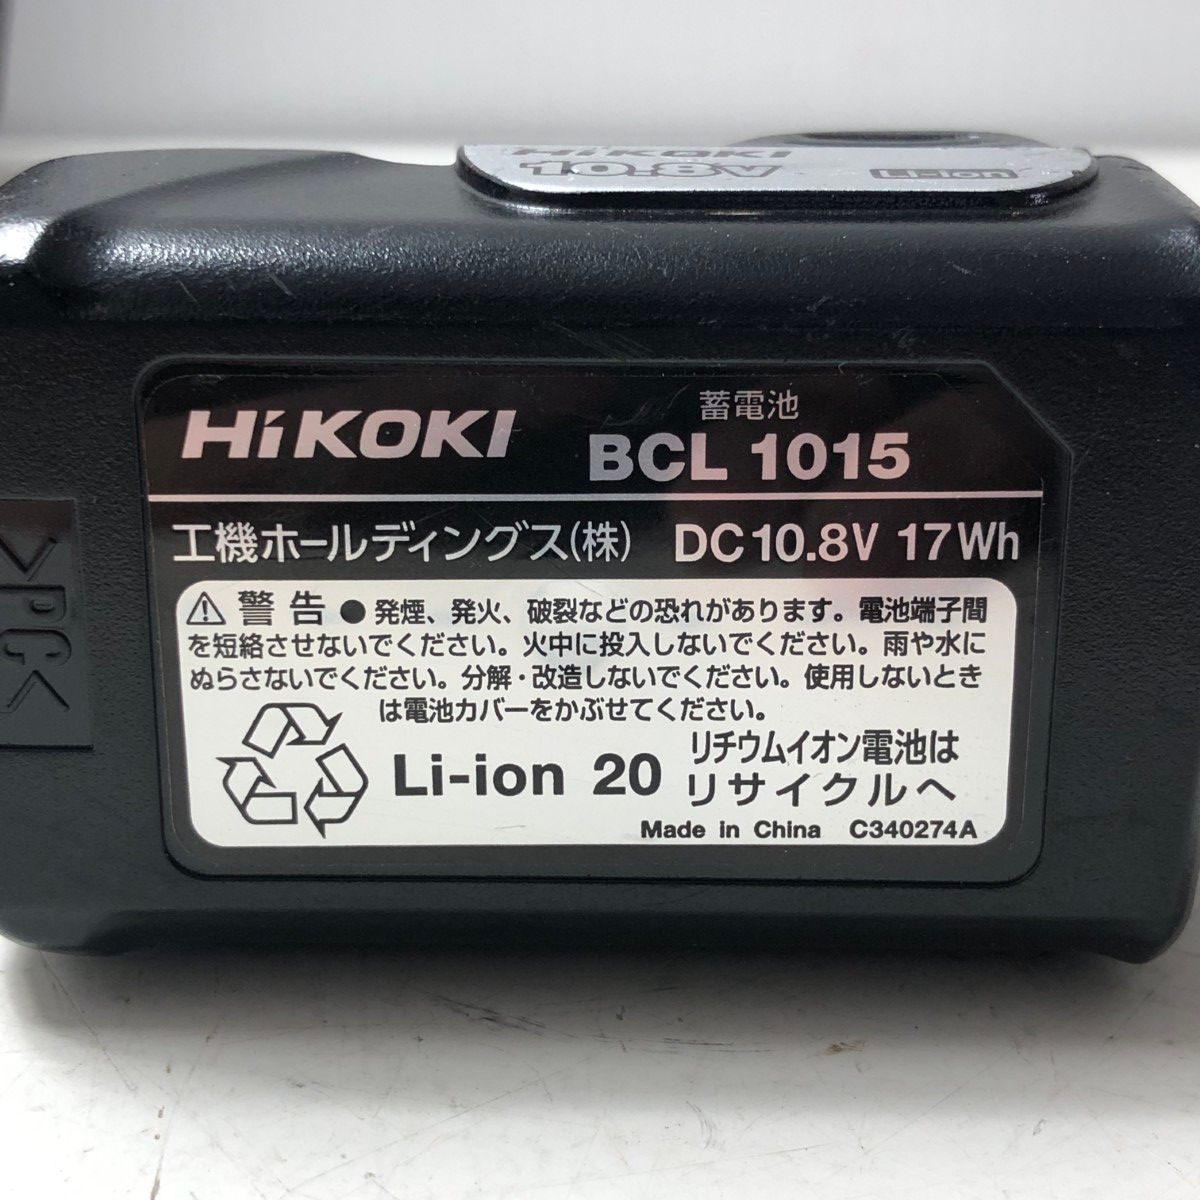 HiKOKI
10.8V
Li-ion
HiKOKI
蓄電池
BCL 1015
工機ホールディングス(株) DC10.8V 17Wh
⚠警告 ●発煙、発火、破裂などの恐れがあります。電池端子間
を短絡させないでください。火中に投入しないでください。雨や水に
ぬらさないでください。分解・改造しないでください。使用しないとき
は電池カバーをかぶせてください。
Li-ion 20
リチウムイオン電池は
リサイクルへ
Made in China C340274A
>PC<